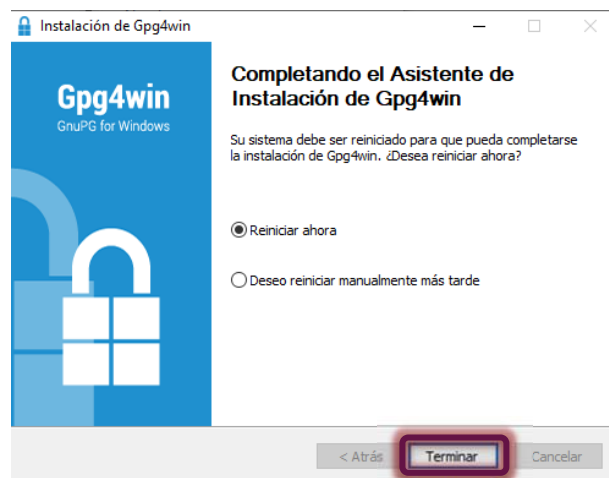 Instalación de Gpg4win
Gpg4win
GnuPG for Windows
Completando el Asistente de
Instalación de Gpg4win
Su sistema debe ser reiniciado para que pueda completarse
la instalación de Gpg4win. ¿Desea reiniciar ahora?
Reiniciar ahora
Deseo reiniciar manualmente más tarde
< Atrás
Terminar
Cancelar